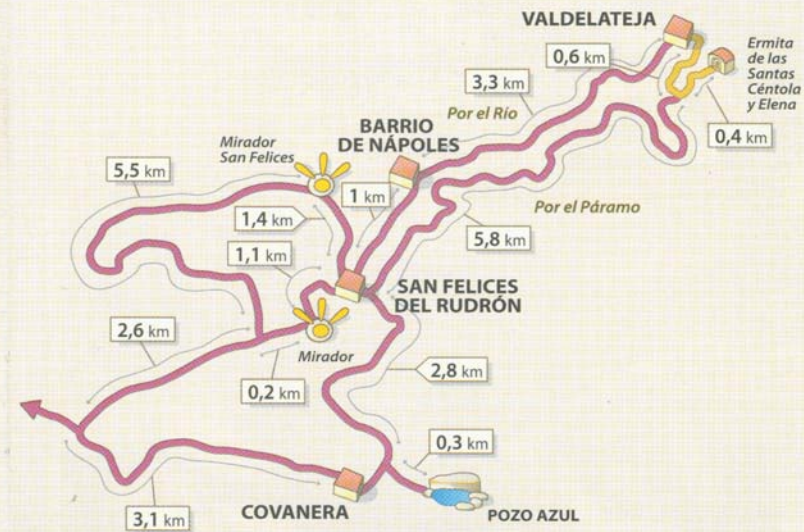 VALDELATEJA
Ermita
de las
Santas
Céntola
y Elena
0,6 km
3,3 km
0,4 km
Por el Río
BARRIO
DE NÁPOLES
Mirador
San Felices
5,5 km
1 km
Por el Páramo
1,4 km
5,8 km
1,1 km
SAN FELICES
DEL RUDRÓN
2,6 km
Mirador
2,8 km
0,2 km
0,3 km
COVANERA
POZO AZUL
3,1 km